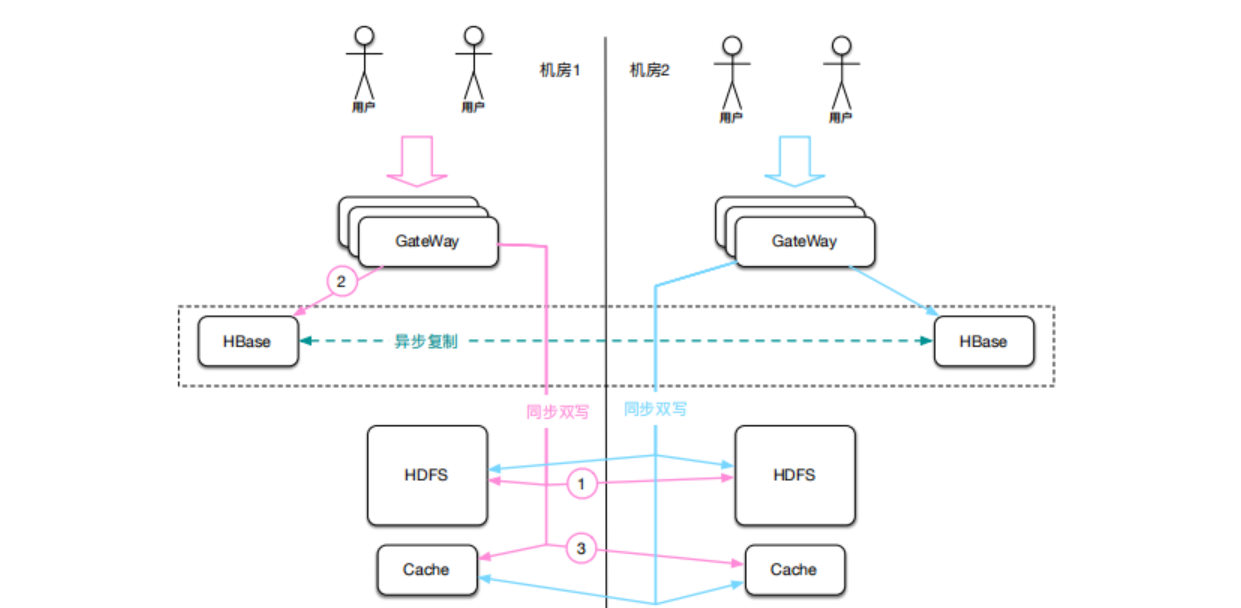 机房1
机房2
用户
用户
用户
用户
GateWay
GateWay
2
HBase
异步复制
HBase
同步双写
同步双写
HDFS
1
HDFS
3
Cache
Cache